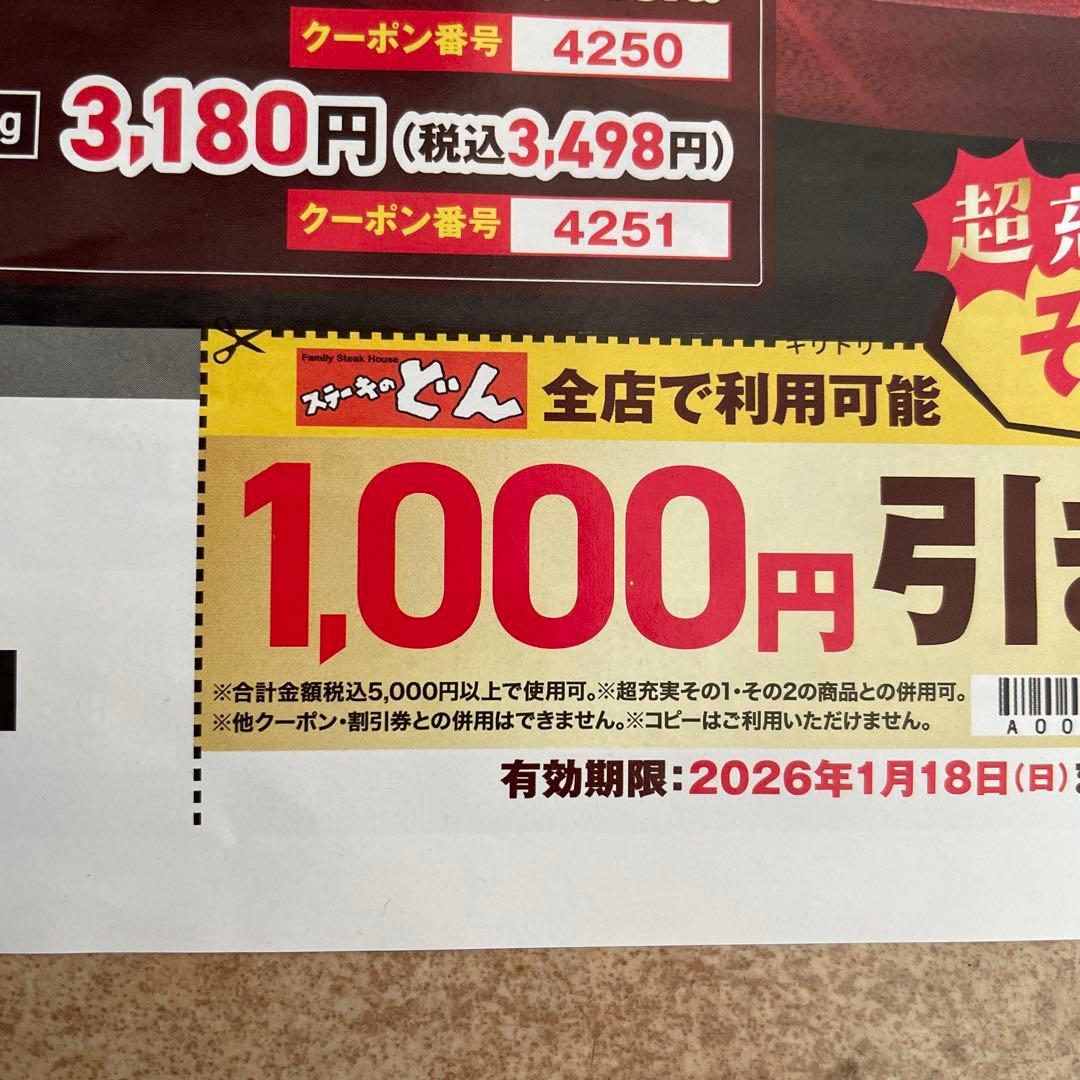 クーポン番号 4250
g 3,180円(税込3,498円)
クーポン番号 4251
超
そ
キリトリ
Family Steak House
ステーキのどん 全店で利用可能
1,000円引き
※合計金額税込5,000円以上で使用可。※超充実その1・その2の商品との併用可。
※他クーポン・割引券との併用はできません。※コピーはご利用いただけません。
A00
有効期限:2026年1月18日(日)ま